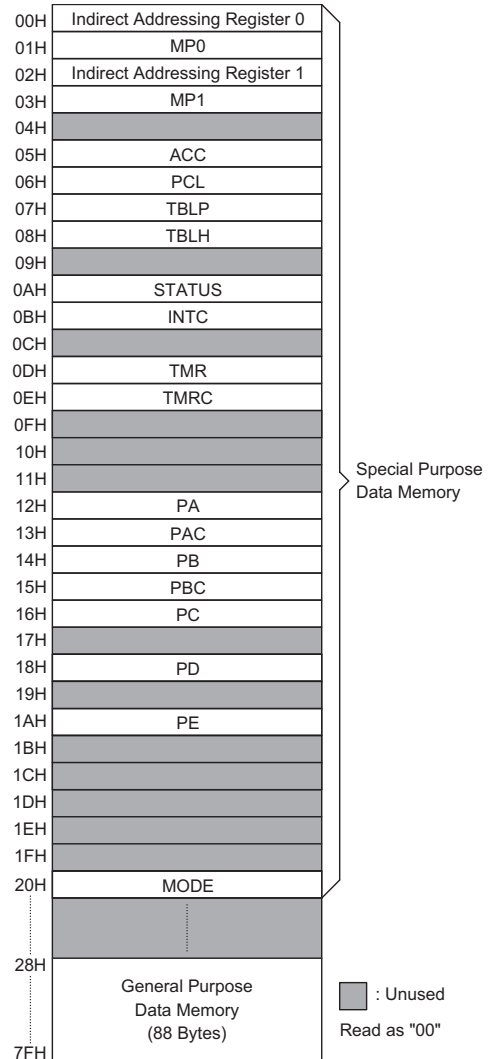 00H Indirect Addressing Register 0
01H MP0
02H Indirect Addressing Register 1
03H MP1
04H
05H ACC
06H PCL
07H TBLP
08H TBLH
09H
0AH STATUS
0BH INTC
0CH
0DH TMR
0EH TMRC
0FH
10H
11H
Special Purpose
Data Memory
12H PA
13H PAC
14H PB
15H PBC
16H PC
17H
18H PD
19H
1AH PE
1BH
1CH
1DH
1EH
1FH
20H MODE
28H
General Purpose
Data Memory
(88 Bytes)
7FH
: Unused
Read as "00"